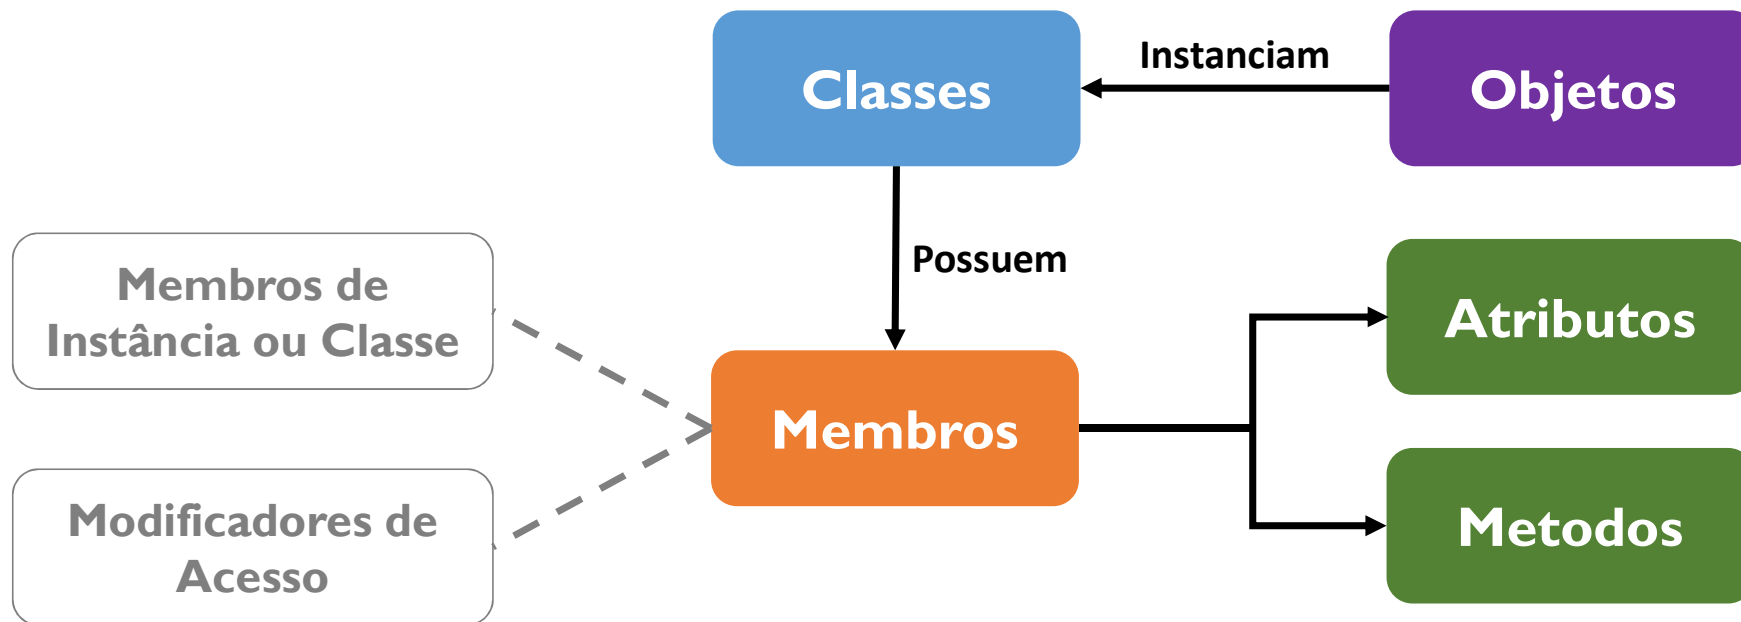 Classes
Instanciam
Objetos
Possuem
Membros de
Instância ou Classe
Atributos
Membros
Modificadores de
Acesso
Metodos